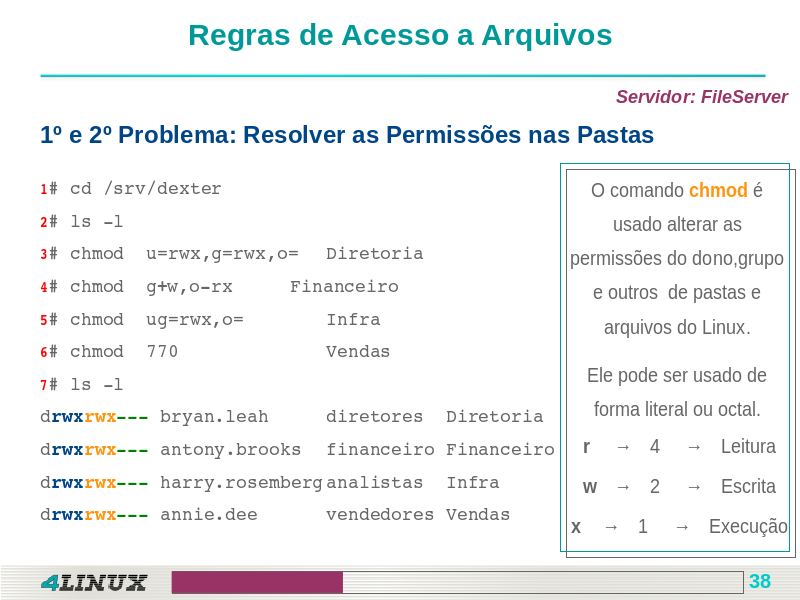 Regras de Acesso a Arquivos
Servidor: FileServer
1º e 2º Problema: Resolver as Permissões nas Pastas
1# cd /srv/dexter
2# ls -l
3# chmod u=rwx,g=rwx,o= Diretoria
4# chmod g+w,o-rx Financeiro
5# chmod ug=rwx,o= Infra
6# chmod 770 Vendas
7# ls -l
drwxrwx--- bryan.leah diretores Diretoria
drwxrwx--- antony.brooks financeiro Financeiro
drwxrwx--- harry.rosemberg analistas Infra
drwxrwx--- annie.dee vendedores Vendas
O comando chmod é
usado alterar as
permissões do dono,grupo
e outros de pastas e
arquivos do Linux.
Ele pode ser usado de
forma literal ou octal.
r → 4 → Leitura
w → 2 → Escrita
x → 1 → Execução
4LINUX
38